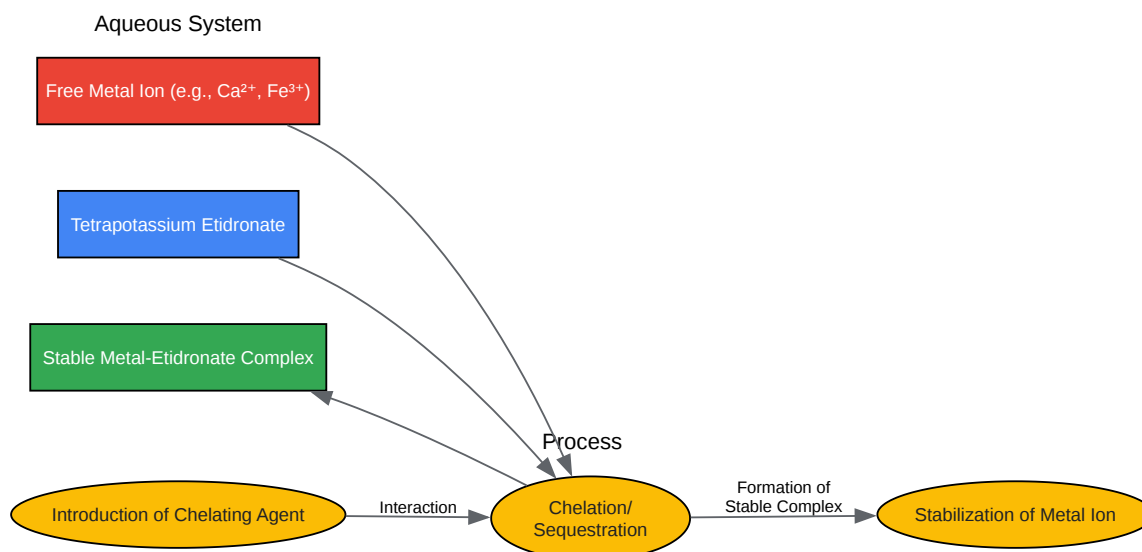 Aqueous System
Free Metal Ion (e.g., Ca²⁺, Fe³⁺)
Tetrapotassium Etidronate
Stable Metal-Etidronate Complex
Process
Introduction of Chelating Agent
Interaction
Chelation/
Sequestration
Formation of
Stable Complex
Stabilization of Metal Ion